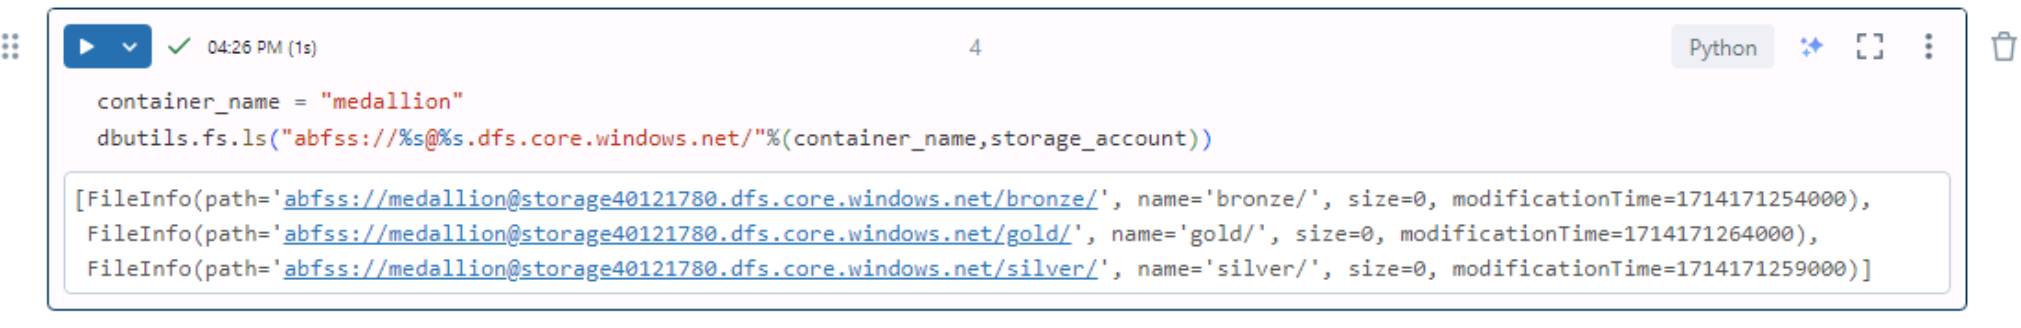 04:26 PM (1s)
4
Python
container_name = "medallion"
dbutils.fs.ls("abfss://%s@%s.dfs.core.windows.net/"%(container_name,storage_account))
[FileInfo(path='abfss://medallion@storage40121780.dfs.core.windows.net/bronze/', name='bronze/', size=0, modificationTime=1714171254000),
FileInfo(path='abfss://medallion@storage40121780.dfs.core.windows.net/gold/', name='gold/', size=0, modificationTime=1714171264000),
FileInfo(path='abfss://medallion@storage40121780.dfs.core.windows.net/silver/', name='silver/', size=0, modificationTime=1714171259000)]